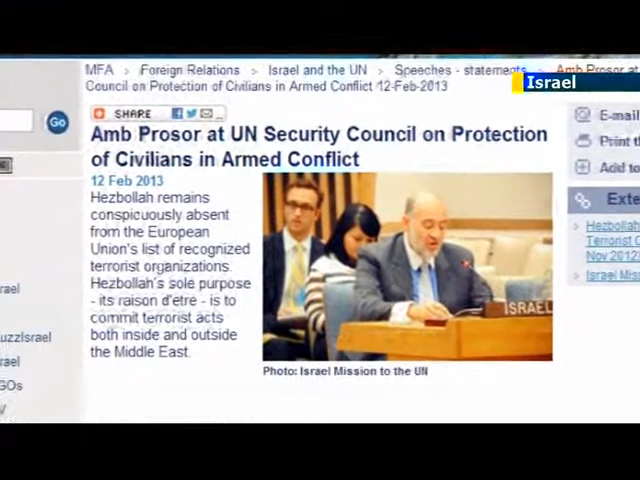 MFA > Foreign Relations > Israel and the UN > Speeches - statements > Amb Prosor at
Israel
Council on Protection of Civilians in Armed Conflict 12-Feb-2013
SHARE
Go
E-mail
Amb Prosor at UN Security Council on Protection
of Civilians in Armed Conflict
Print th
Add to
12 Feb 2013
Hezbollah remains
conspicuously absent
from the European
Union's list of recognized
terrorist organizations.
Hezbollah's sole purpose
- its raison d'etre - is to
commit terrorist acts
both inside and outside
the Middle East.
Exte
Hezbollah
Terrorist O
Nov 2012
Israel Miss
ISRAEL
Photo: Israel Mission to the UN
rael
uzzIsrael
rael
GOs